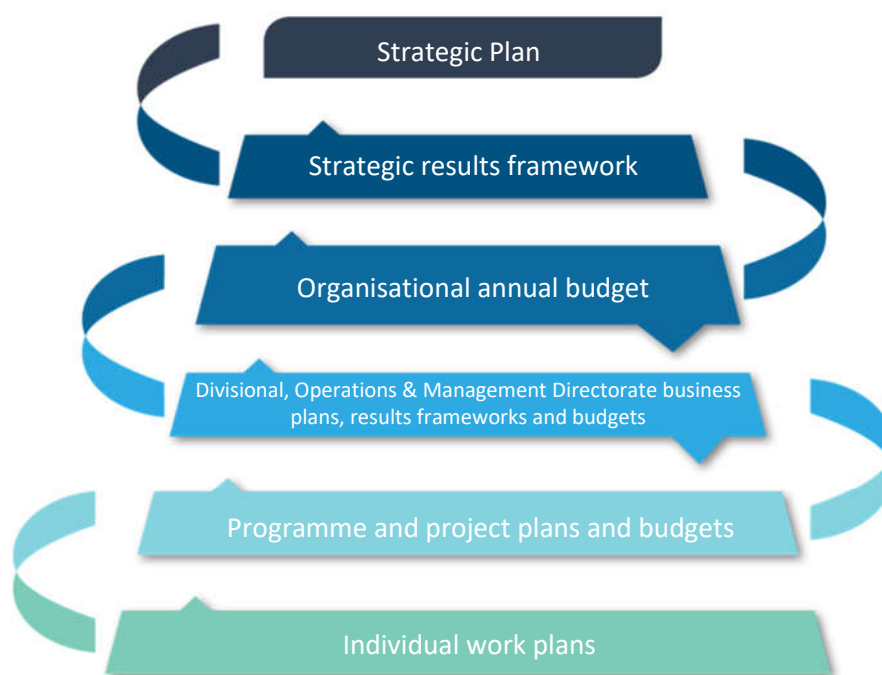 Strategic Plan
Strategic results framework
Organisational annual budget
Divisional, Operations & Management Directorate business
plans, results frameworks and budgets
Programme and project plans and budgets
Individual work plans